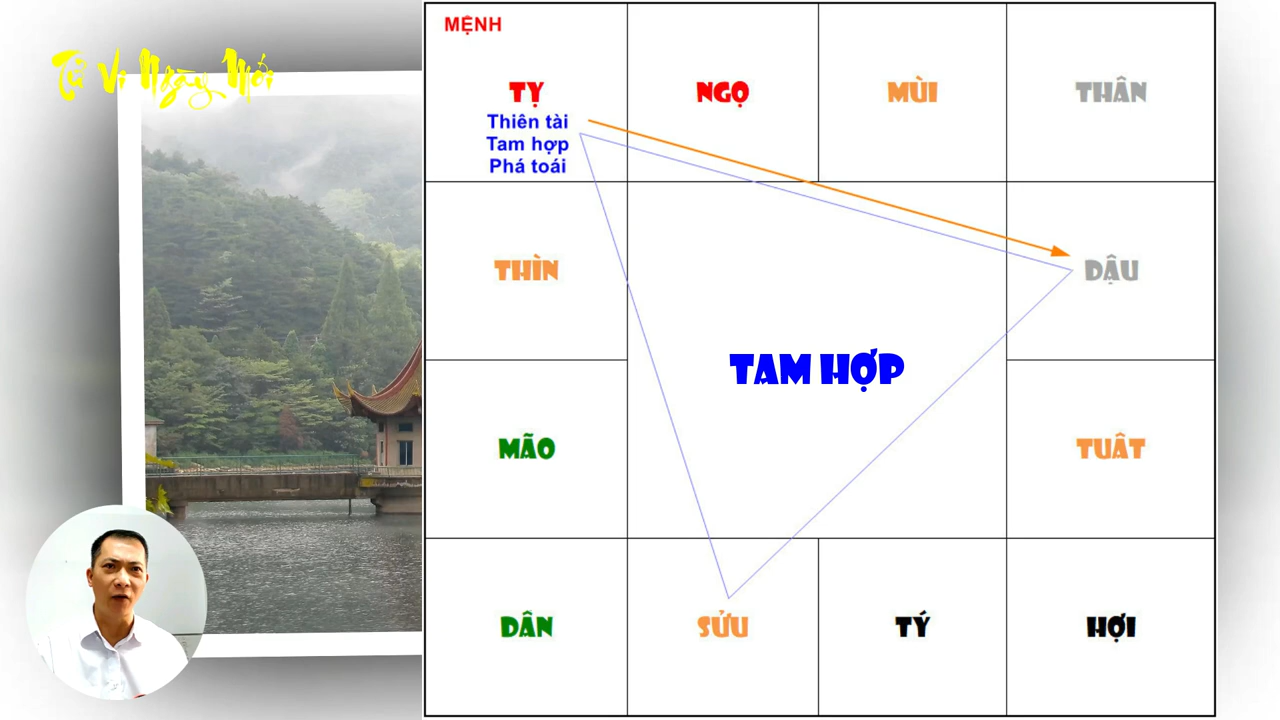 Tử Vi Ngày Mới
MỆNH
TỴ
Thiên tài
Tam hợp
Phá toái
NGỌ
MÙI
THÂN
THÌN
DẬU
TAM HỢP
MÃO
TUẤT
DẦN
SỬU
TÝ
HỢI